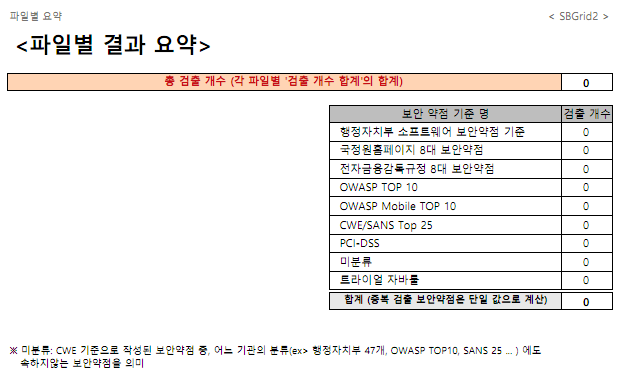 파일별 요약
< SBGrid2 >
<파일별 결과 요약>
총 검출 개수 (각 파일별 '검출 개수 합계'의 합계) 0
보안 약점 기준 명 검출 개수
행정자치부 소프트웨어 보안약점 기준 0
국정원홈페이지 8대 보안약점 0
전자금융감독규정 8대 보안약점 0
OWASP TOP 10 0
OWASP Mobile TOP 10 0
CWE/SANS Top 25 0
PCI-DSS 0
미분류 0
트라이얼 자바룰 0
합계 (중복 검출 보안약점은 단일 값으로 계산) 0
※ 미분류: CWE 기준으로 작성된 보안약점 중, 어느 기관의 분류(ex> 행정자치부 47개, OWASP TOP10, SANS 25 ... ) 에도
속하지않는 보안약점을 의미